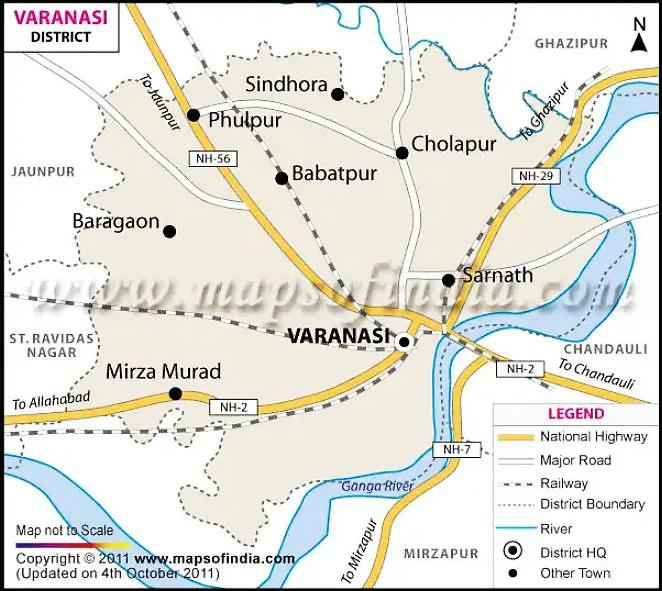 VARANASI
DISTRICT
N
GHAZIPUR
To Jaunpur
To Ghazipur
Sindhora
Phulpur
Cholapur
NH-56
NH-29
JAUNPUR
Babatpur
Baragaon
Sarnath
www.mapsofindia.com
VARANASI
ST.RAVIDAS
NAGAR
CHANDAULI
Mirza Murad
NH-2
To Chandauli
To Allahabad
NH-2
LEGEND
National Highway
NH-7
Major Road
Railway
Ganga River
District Boundary
River
Map not to Scale
District HQ
To Mirzapur
MIRZAPUR
Other Town
Copyright © 2011 www.mapsofindia.com
(Updated on 4th October 2011)